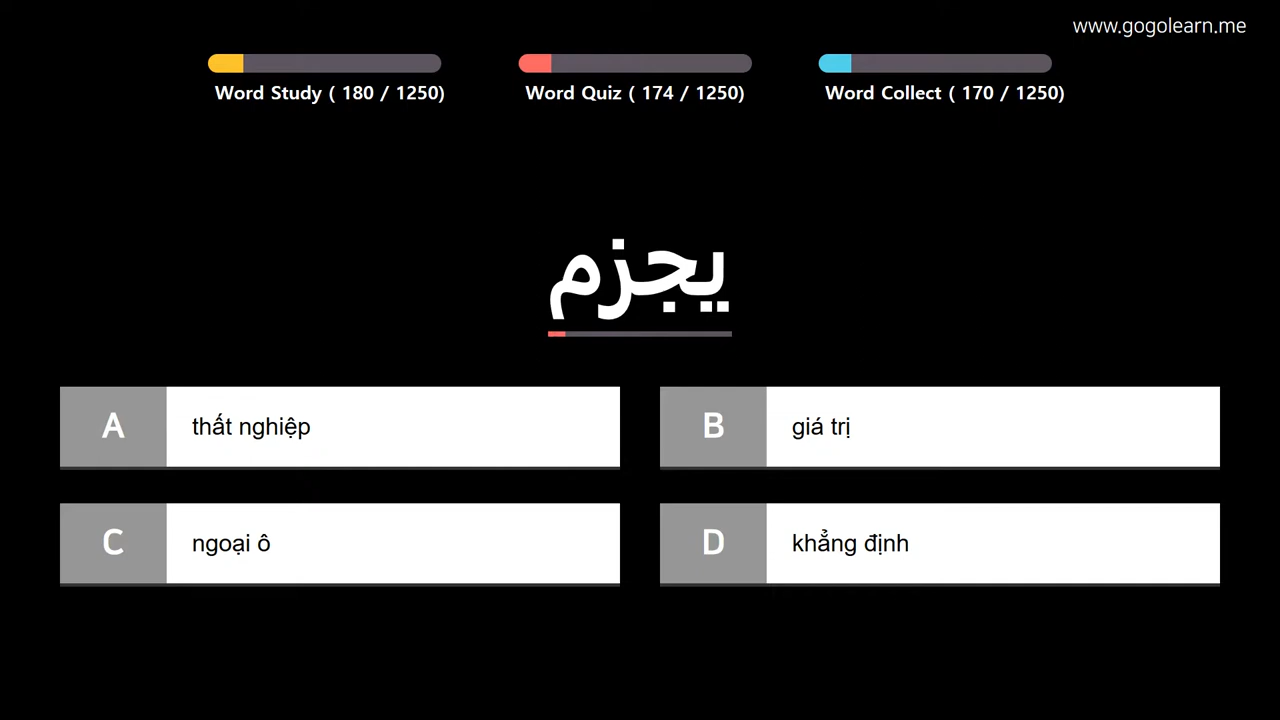 www.gogolearn.me
Word Study ( 180 / 1250)
Word Quiz ( 174 / 1250)
Word Collect ( 170 / 1250)
يجزم
A
thất nghiệp
B
giá trị
C
ngoại ô
D
khẳng định